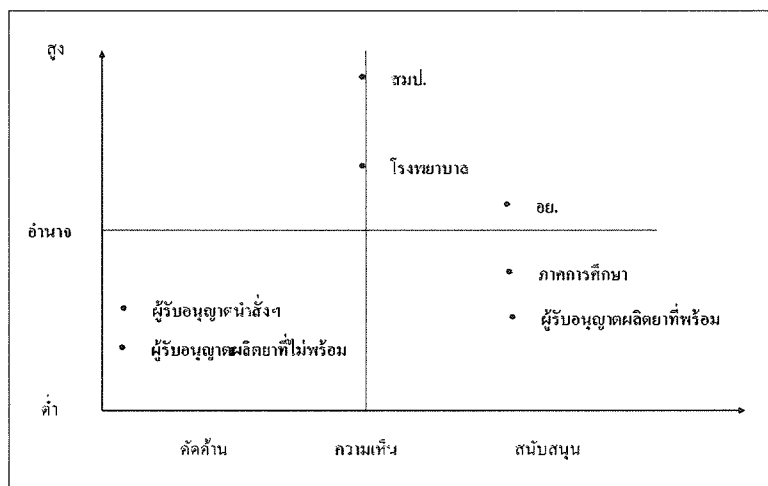 สูง
สมป.
โรงพยาบาล
อย.
อำนาจ
ภาคการศึกษา
ผู้รับอนุญาตนำสั่งฯ
ผู้รับอนุญาตผลิตยาที่พร้อม
ผู้รับอนุญาตผลิตยาที่ไม่พร้อม
ต่ำ
คัดค้าน
ความเห็น
สนับสนุน